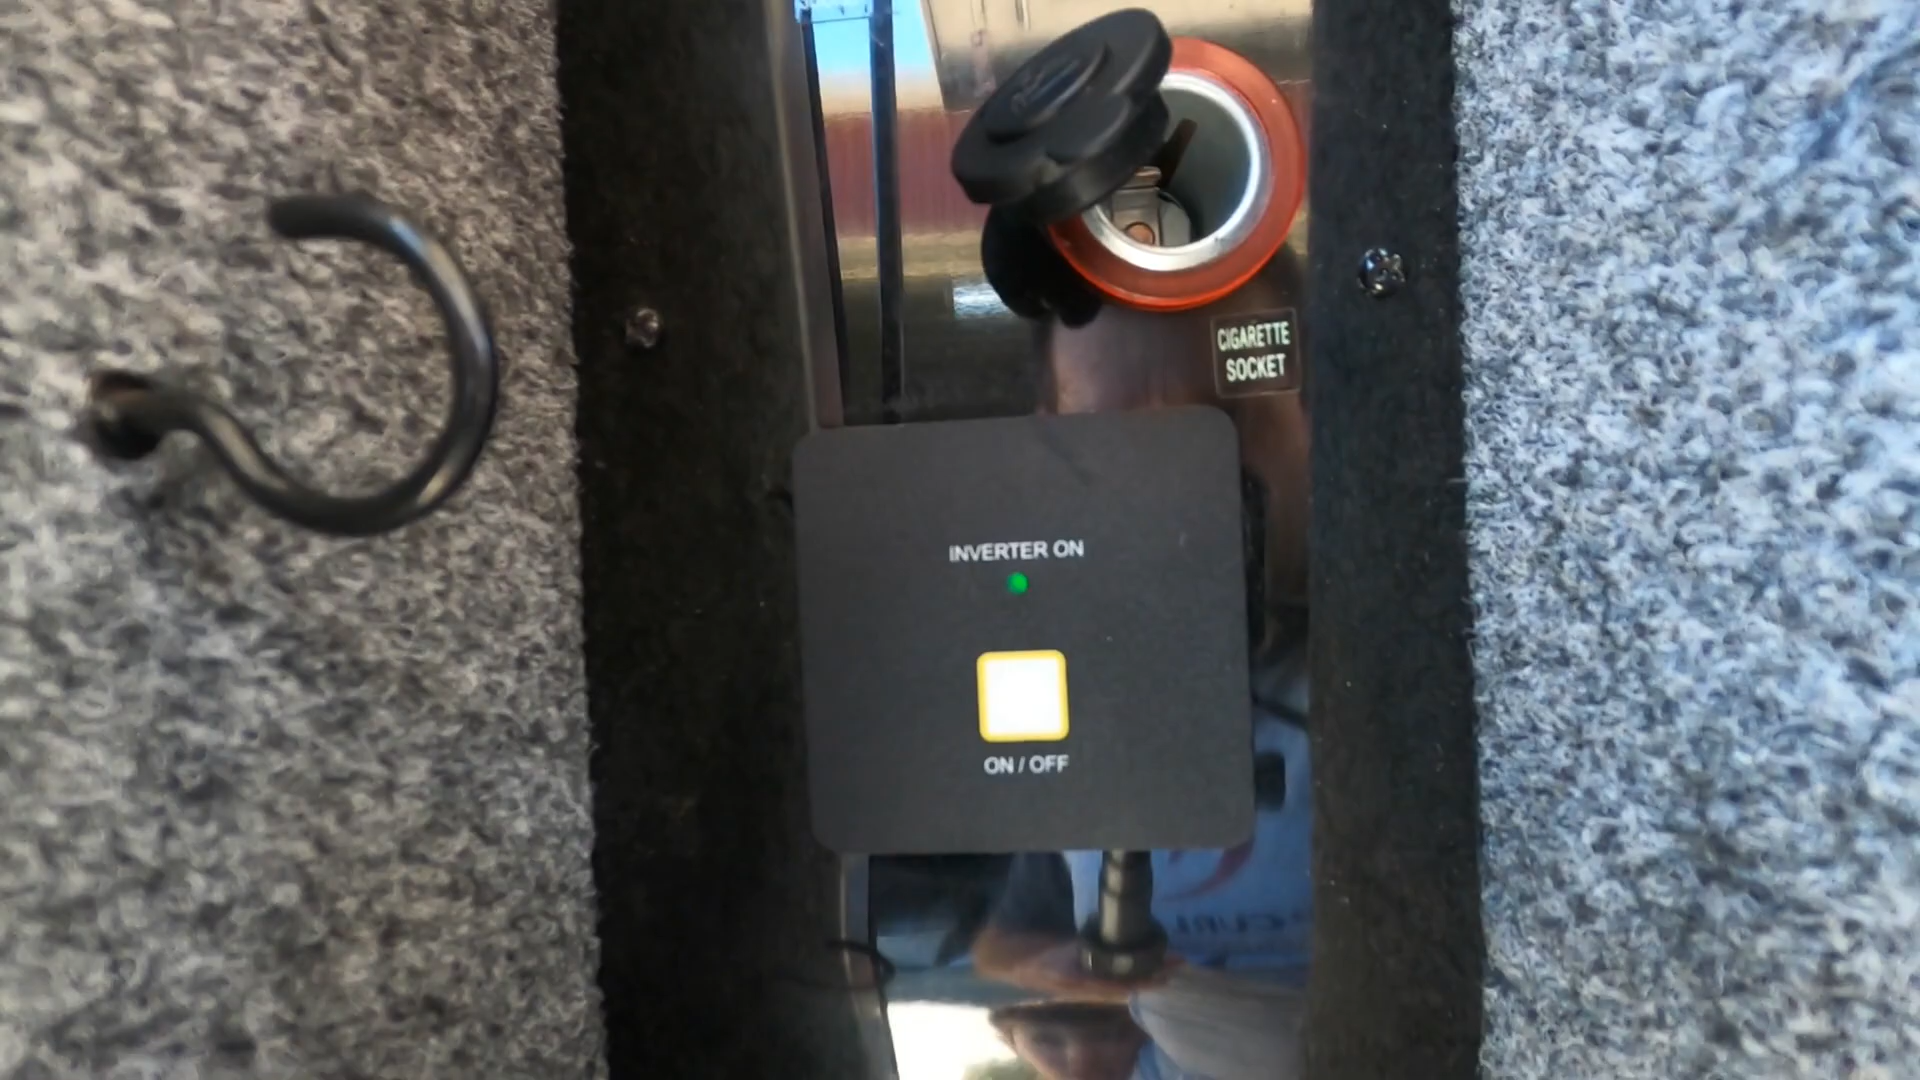 CIGARETTE
SOCKET
INVERTER ON
ON / OFF